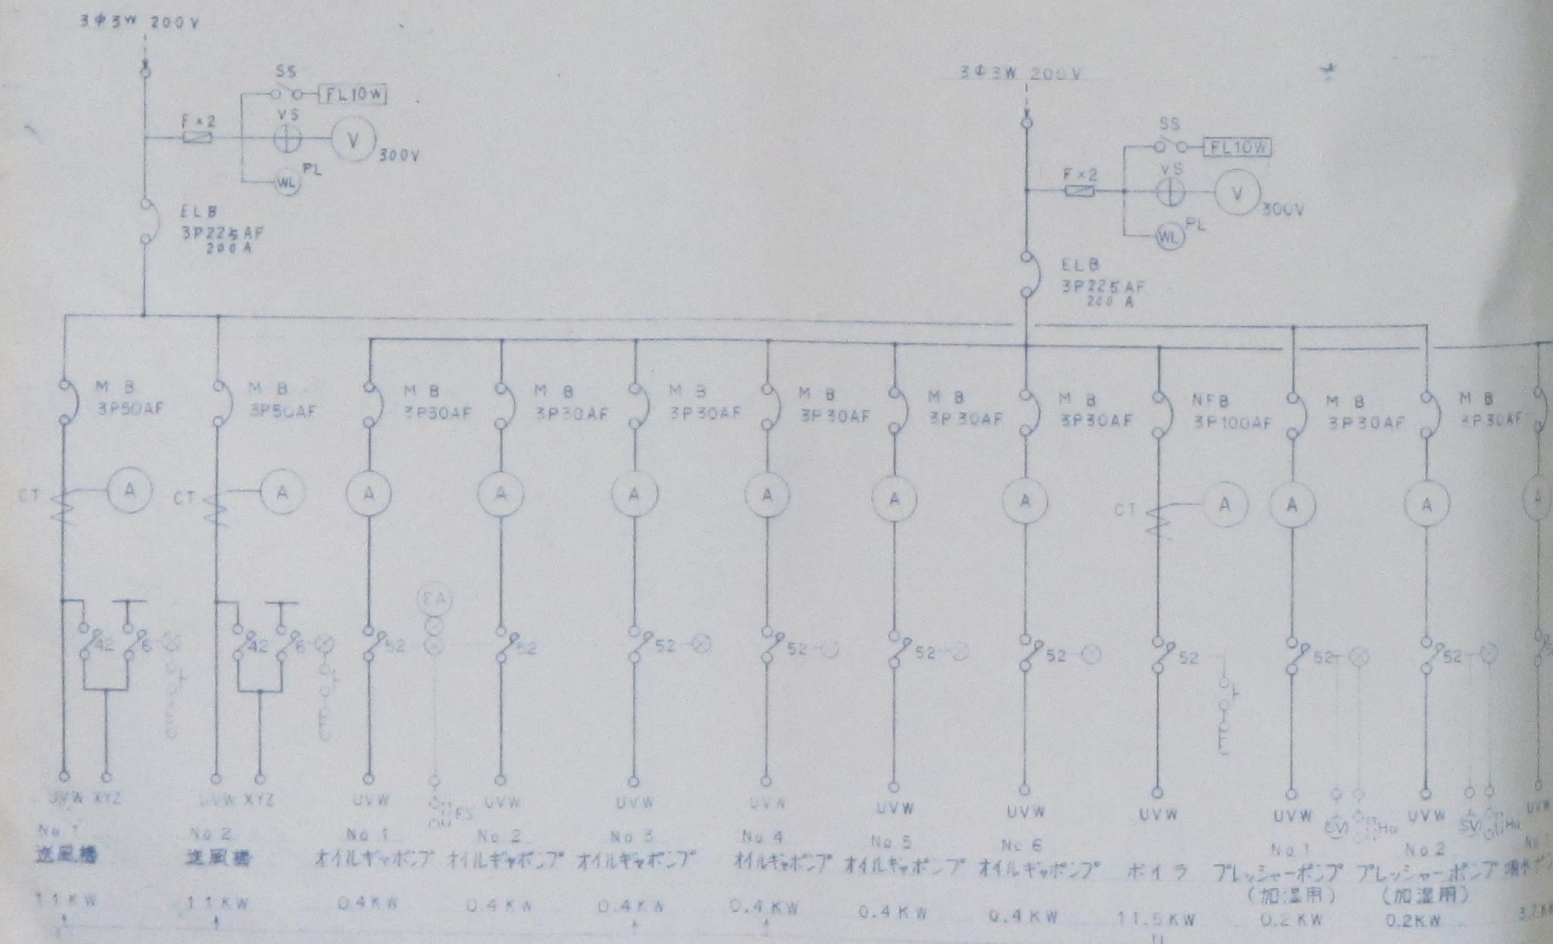 3φ3W 200V
SS
FL10W
F×2
VS
V
300V
PL
WL
ELB
3P225AF
200A
3φ3W 200V
SS
FL10W
F×2
VS
V
300V
PL
WL
ELB
3P225AF
200A
MB
3P50AF
MB
3P50AF
MB
3P30AF
MB
3P30AF
MB
3P30AF
MB
3P30AF
MB
3P30AF
MB
3P30AF
NFB
3P100AF
MB
3P30AF
MB
3P30AF
CT
A
CT
A
A
A
A
A
A
A
CT
A
A
A
A
EA
42
6
42
6
52
52
52
52
52
52
52
52
52
UVW XYZ
UVW XYZ
UVW
ES
UVW
UVW
UVW
UVW
UVW
UVW
UVW
SV
Hu
UVW
SV
Hu
UVW
No 1
送風機
11KW
No 2
送風機
11KW
No 1
オイルギャポンプ
0.4KW
No 2
オイルギャポンプ
0.4KW
No 3
オイルギャポンプ
0.4KW
No 4
オイルギャポンプ
0.4KW
No 5
オイルギャポンプ
0.4KW
No 6
オイルギャポンプ
0.4KW
ボイラ
11.5KW
No 1
プレッシャーポンプ
(加湿用)
0.2KW
No 2
プレッシャーポンプ
(加湿用)
0.2KW